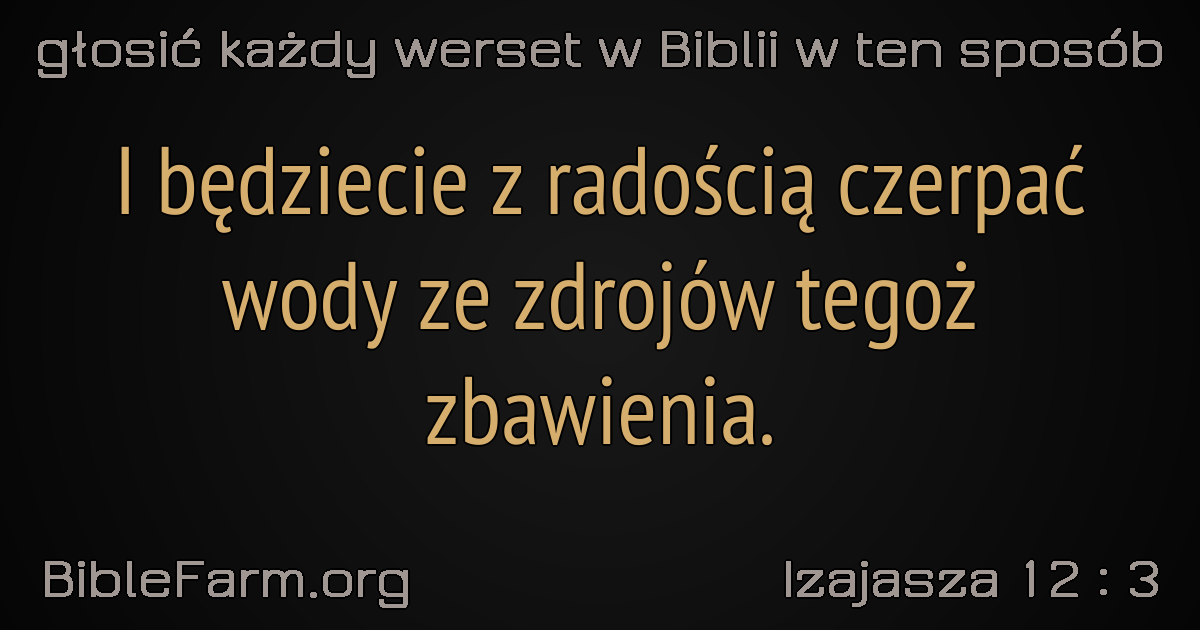 głosić każdy werset w Biblii w ten sposób
I będziecie z radością czerpać
wody ze zdrojów tegoż
zbawienia.
BibleFarm.org
Izajasza 12 : 3